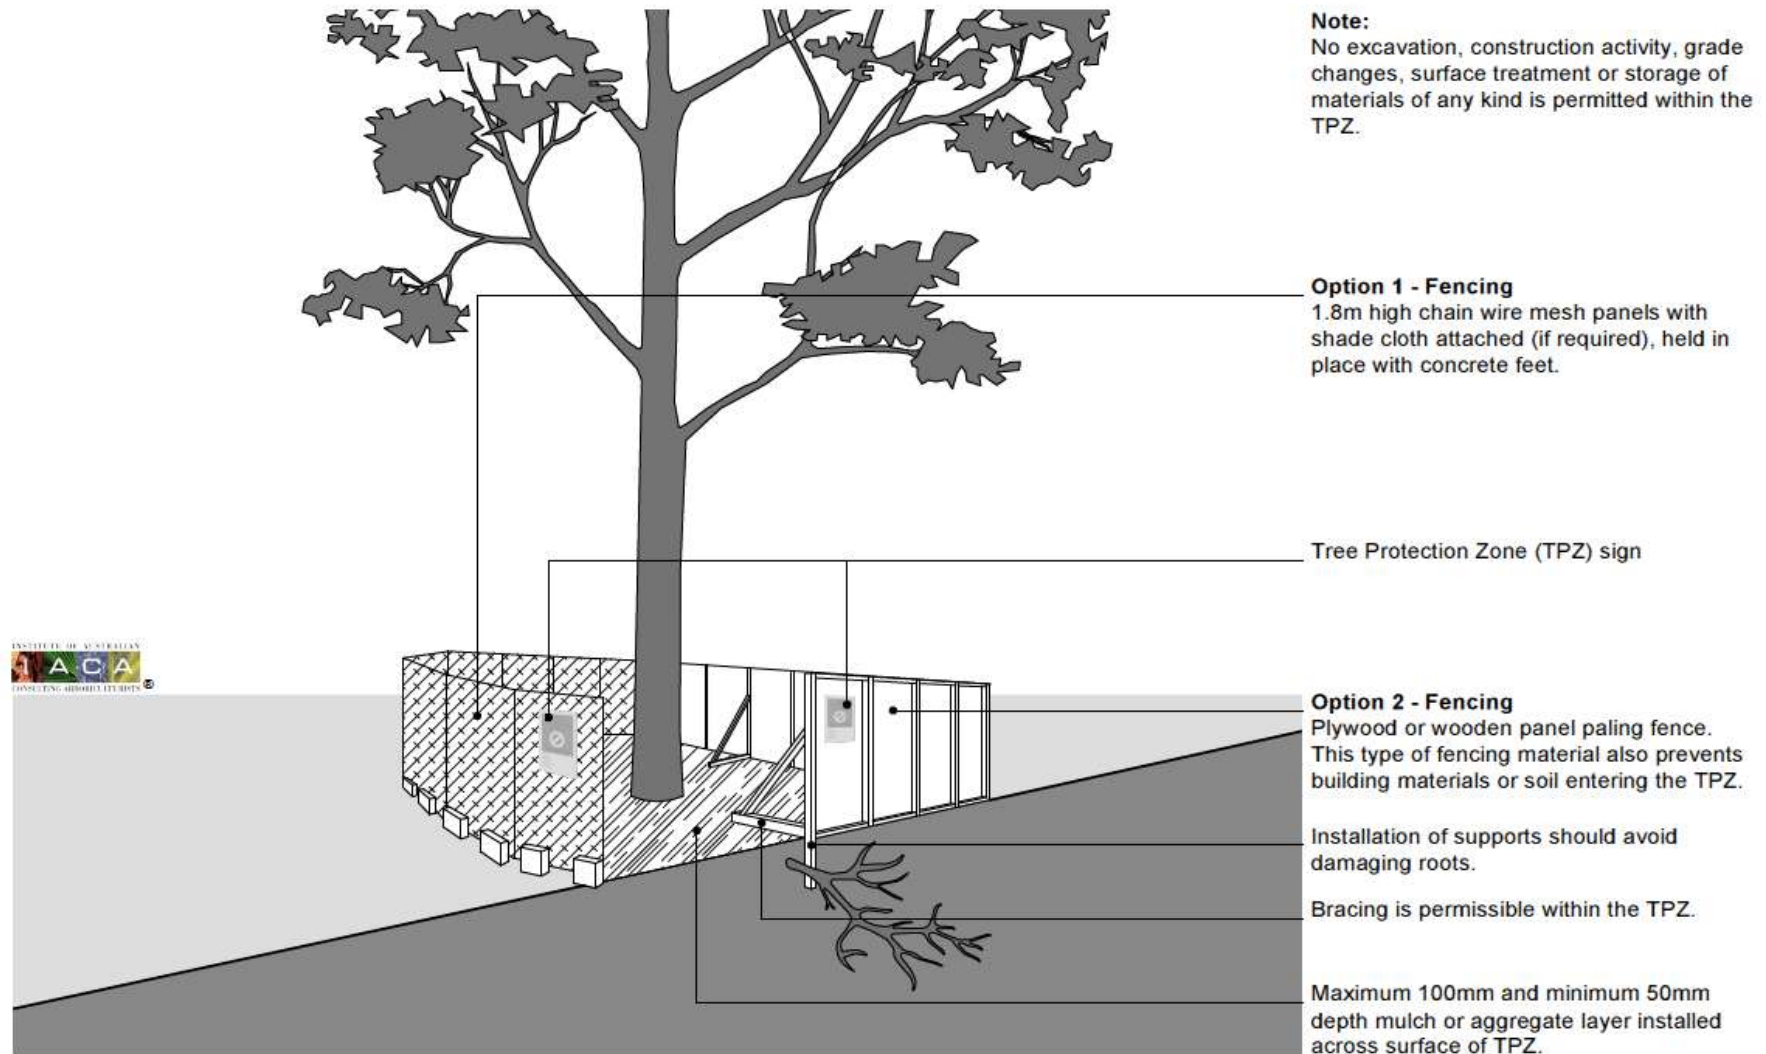 Note:
No excavation, construction activity, grade
changes, surface treatment or storage of
materials of any kind is permitted within the
TPZ.
Option 1 - Fencing
1.8m high chain wire mesh panels with
shade cloth attached (if required), held in
place with concrete feet.
Tree Protection Zone (TPZ) sign
INSTITUTE OF AUSTRALIAN
IACA
CONSULTING ARBORICULTURISTS ®
Option 2 - Fencing
Plywood or wooden panel paling fence.
This type of fencing material also prevents
building materials or soil entering the TPZ.
Installation of supports should avoid
damaging roots.
Bracing is permissible within the TPZ.
Maximum 100mm and minimum 50mm
depth mulch or aggregate layer installed
across surface of TPZ.